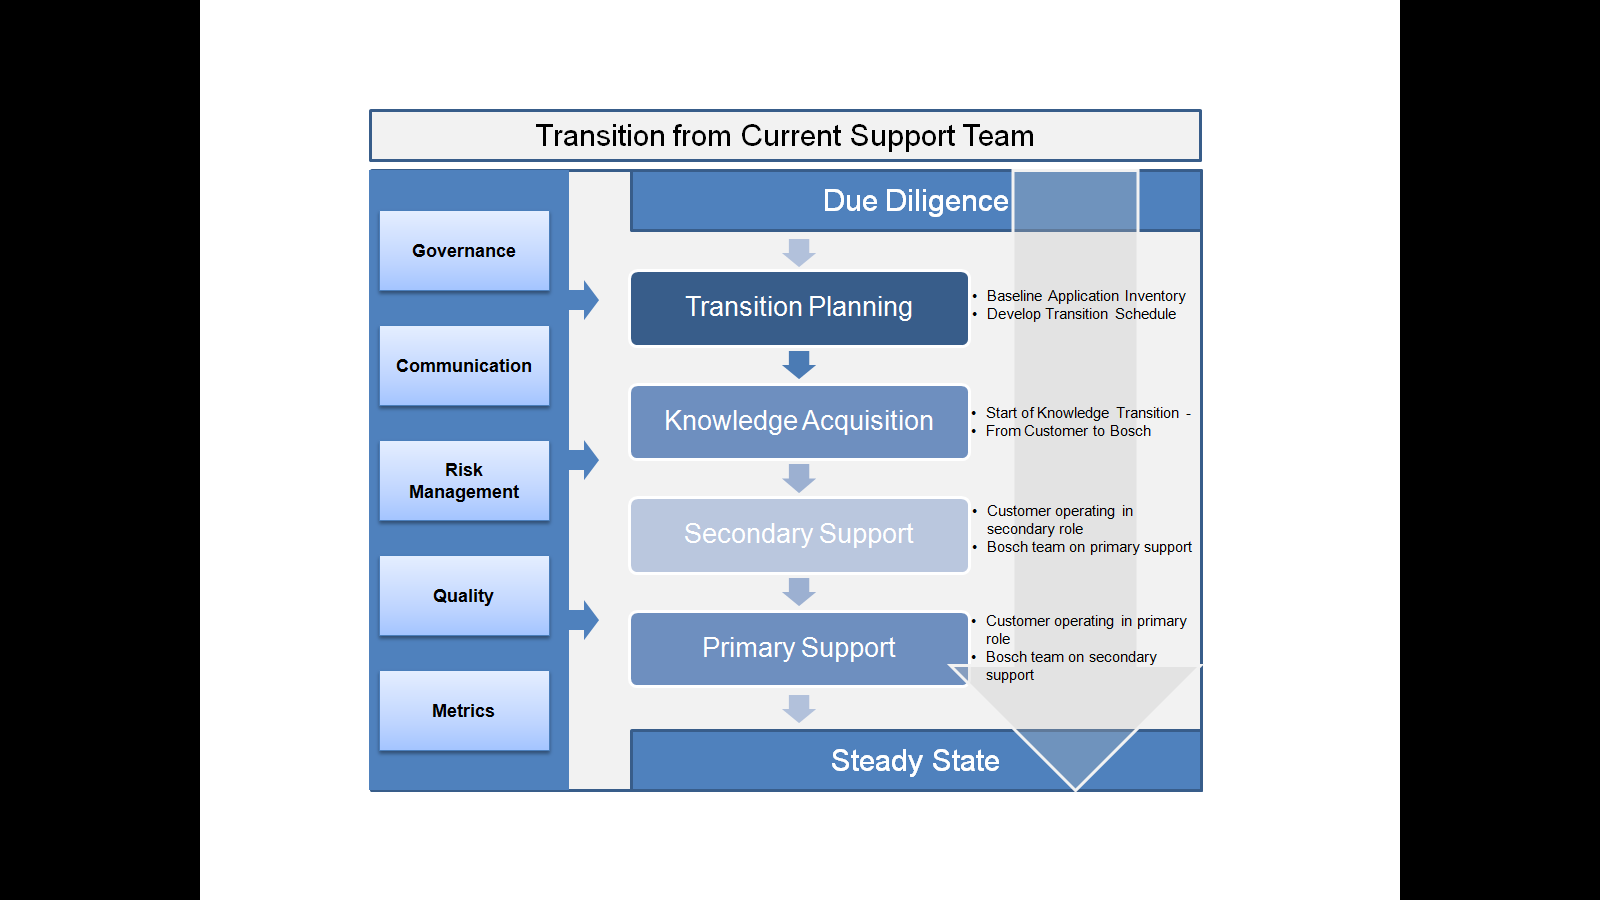 Transition from Current Support Team
Governance
Communication
Risk
Management
Quality
Metrics
Due Diligence
Transition Planning
• Baseline Application Inventory
• Develop Transition Schedule
Knowledge Acquisition
• Start of Knowledge Transition -
• From Customer to Bosch
Secondary Support
• Customer operating in
secondary role
• Bosch team on primary support
Primary Support
• Customer operating in primary
role
• Bosch team on secondary
support
Steady State